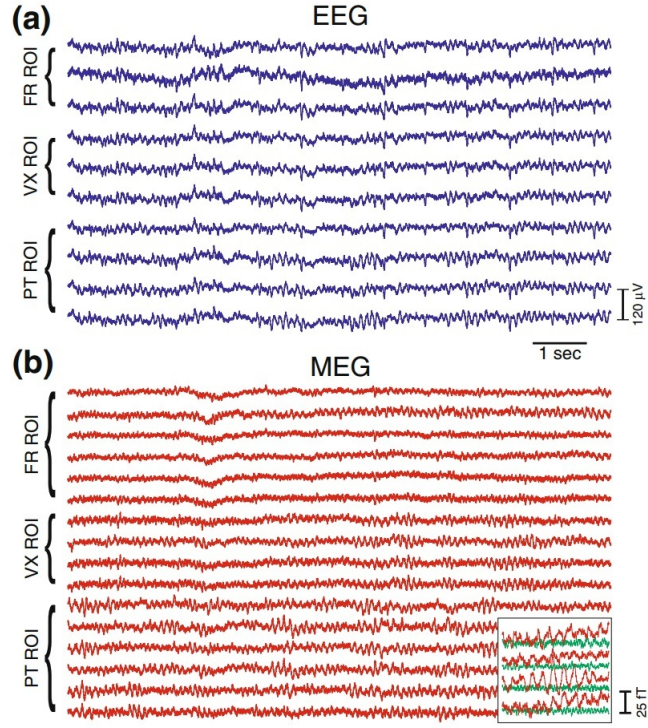 (a)
EEG
FR ROI
VX ROI
PT ROI
120 µV
1 sec
(b)
MEG
FR ROI
VX ROI
PT ROI
25 fT